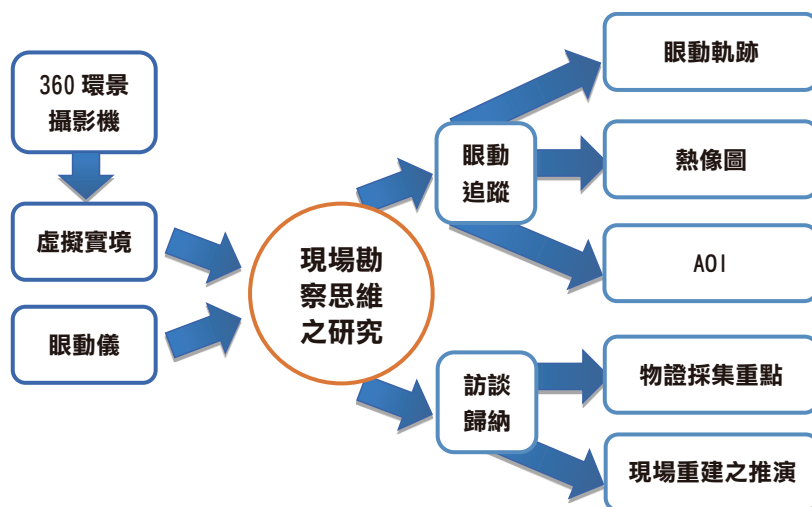 360 環景
攝影機
虛擬實境
眼動儀
現場勘
察思維
之研究
眼動
追蹤
訪談
歸納
眼動軌跡
熱像圖
AOI
物證採集重點
現場重建之推演